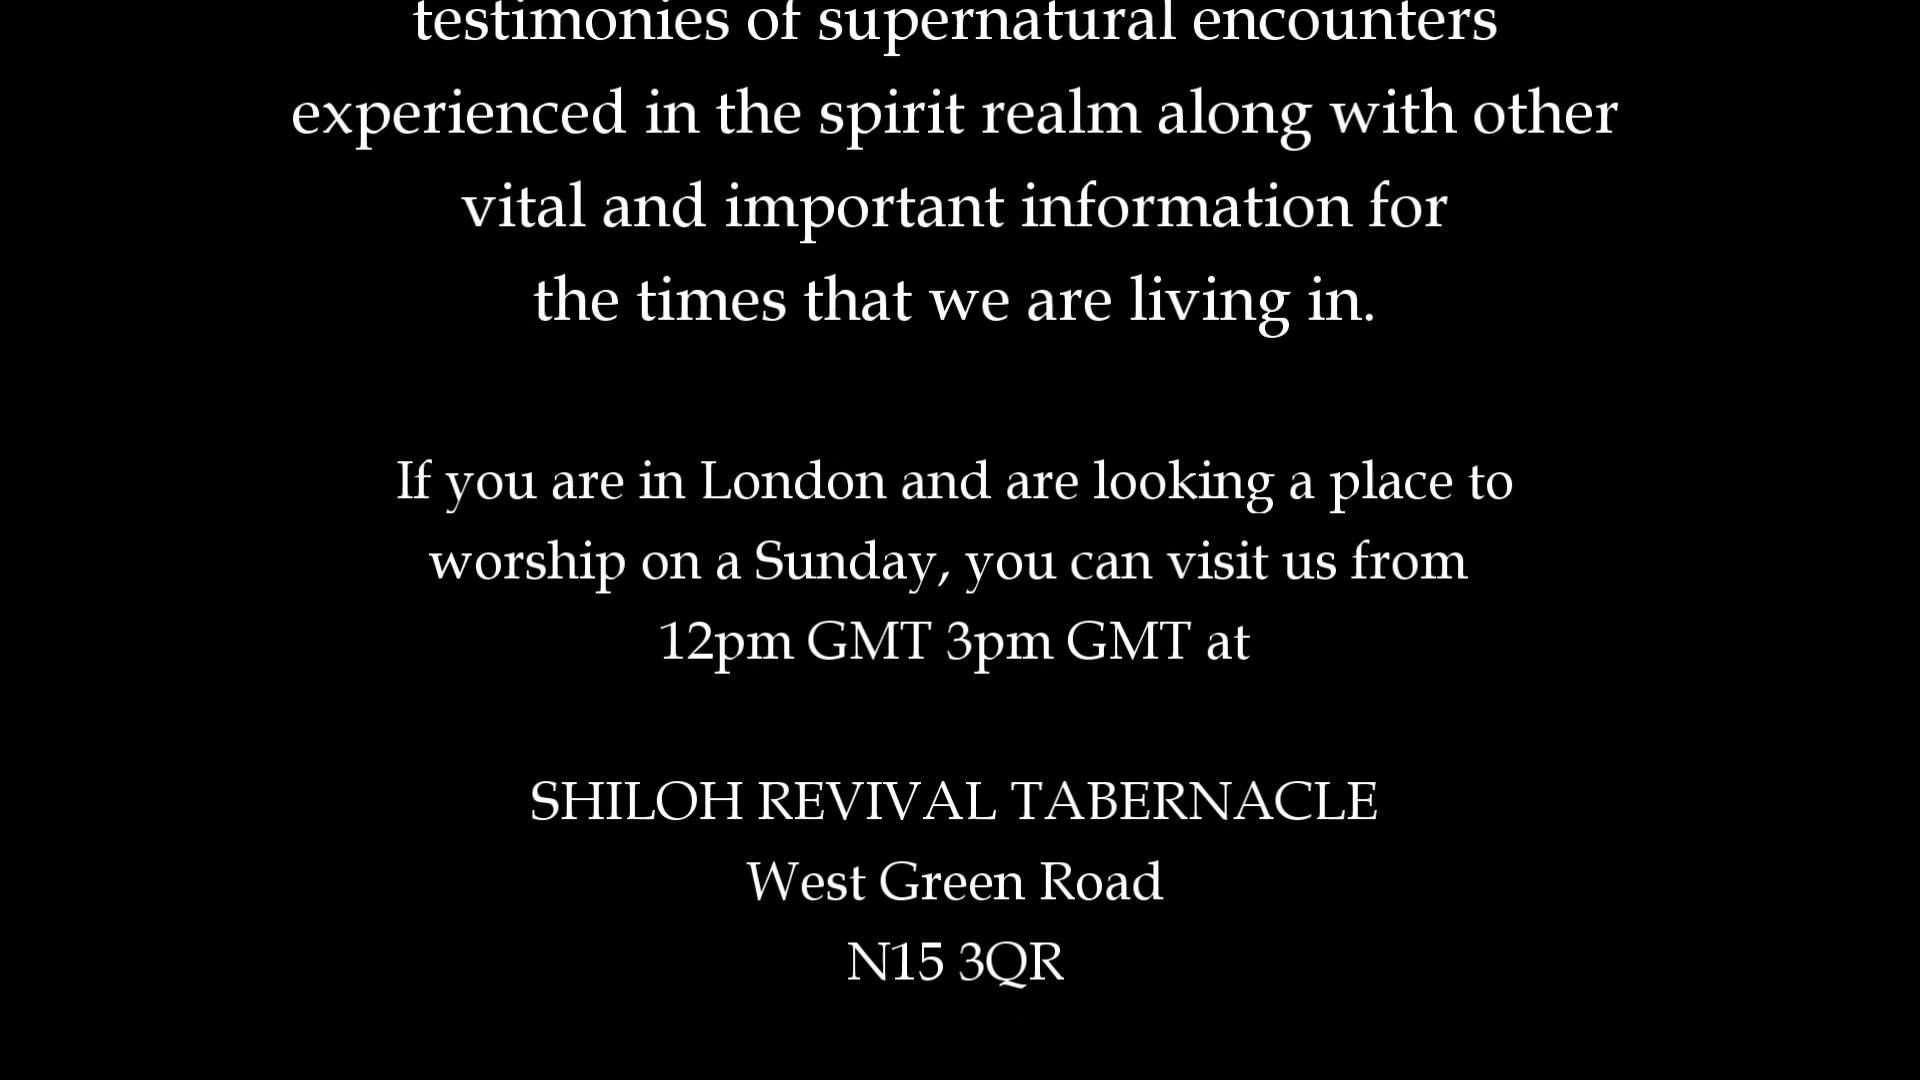 testimonies of supernatural encounters
experienced in the spirit realm along with other
vital and important information for
the times that we are living in.
If you are in London and are looking a place to
worship on a Sunday, you can visit us from
12pm GMT 3pm GMT at
SHILOH REVIVAL TABERNACLE
West Green Road
N15 3QR